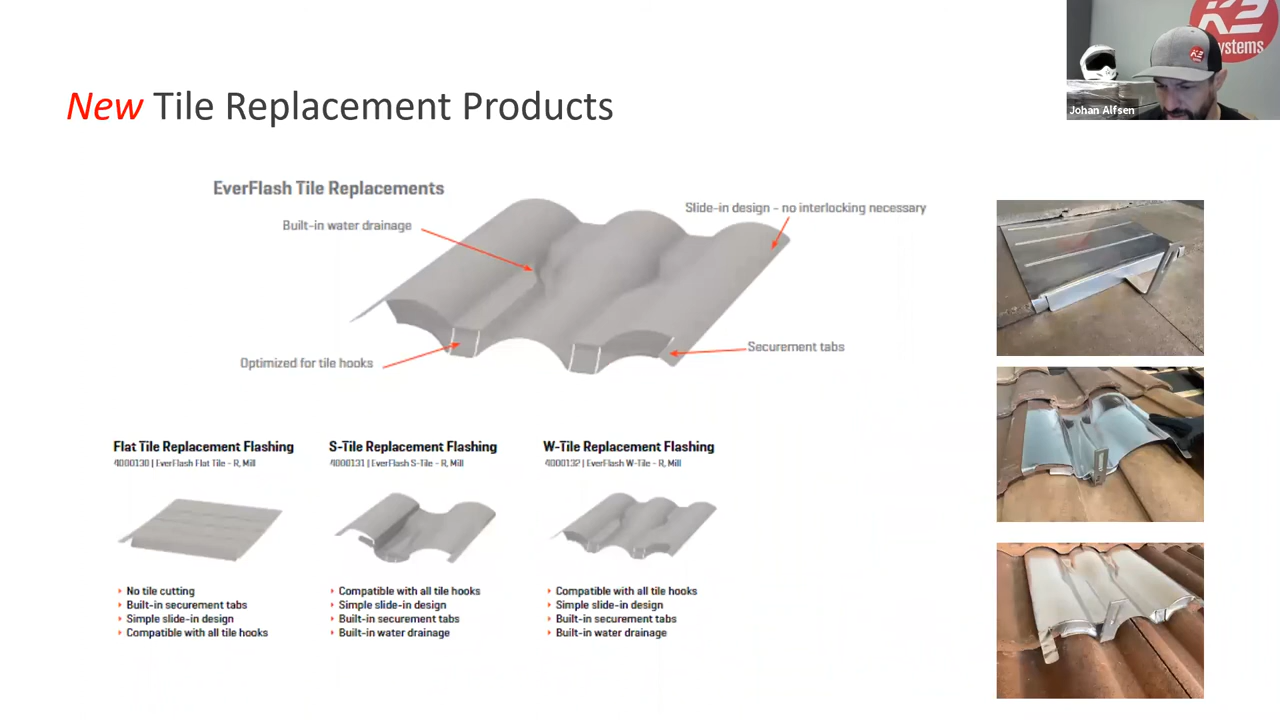 New Tile Replacement Products
K2
systems
Johan Alfsen
EverFlash Tile Replacements
Built-in water drainage
Slide-in design - no interlocking necessary
Optimized for tile hooks
Securement tabs
Flat Tile Replacement Flashing
4000130 | EverFlash Flat Tile - R, Mill
No tile cutting
Built-in securement tabs
Simple slide-in design
Compatible with all tile hooks
S-Tile Replacement Flashing
4000131 | EverFlash S-Tile - R, Mill
Compatible with all tile hooks
Simple slide-in design
Built-in securement tabs
Built-in water drainage
W-Tile Replacement Flashing
4000132 | EverFlash W-Tile - R, Mill
Compatible with all tile hooks
Simple slide-in design
Built-in securement tabs
Built-in water drainage